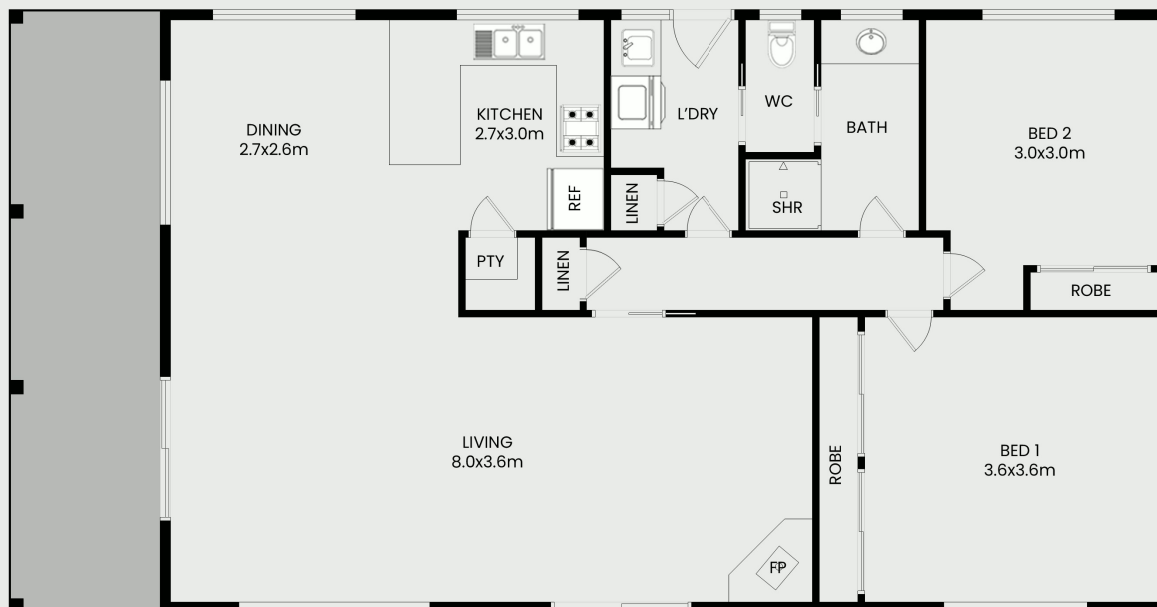 DINING
2.7x2.6m
KITCHEN
2.7x3.0m
REF
PTY
LINEN
LINEN
L'DRY
WC
BATH
SHR
BED 2
3.0x3.0m
ROBE
LIVING
8.0x3.6m
FP
ROBE
BED 1
3.6x3.6m